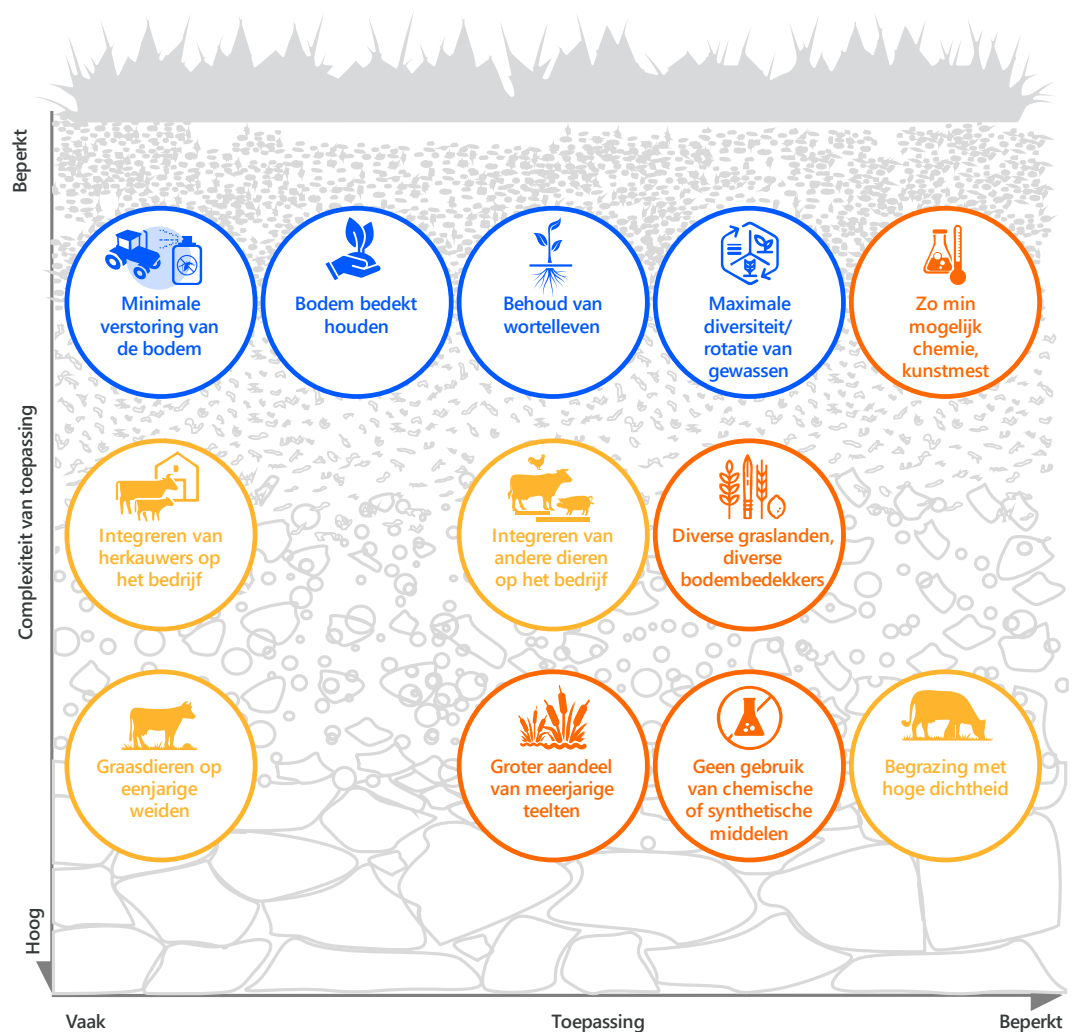 Beperkt
Minimale
verstoring van
de bodem
Bodem bedekt
houden
Behoud van
wortelleven
Maximale
diversiteit/
rotatie van
gewassen
Zo min
mogelijk
chemie,
kunstmest
Complexiteit van toepassing
Integreren van
herkauwers op
het bedrijf
Integreren van
andere dieren
op het bedrijf
Diverse graslanden,
diverse
bodembedekkers
Graasdieren op
eenjarige
weiden
Groter aandeel
van meerjarige
teelten
Geen gebruik
van chemische
of synthetische
middelen
Begrazing met
hoge dichtheid
Hoog
Vaak
Toepassing
Beperkt